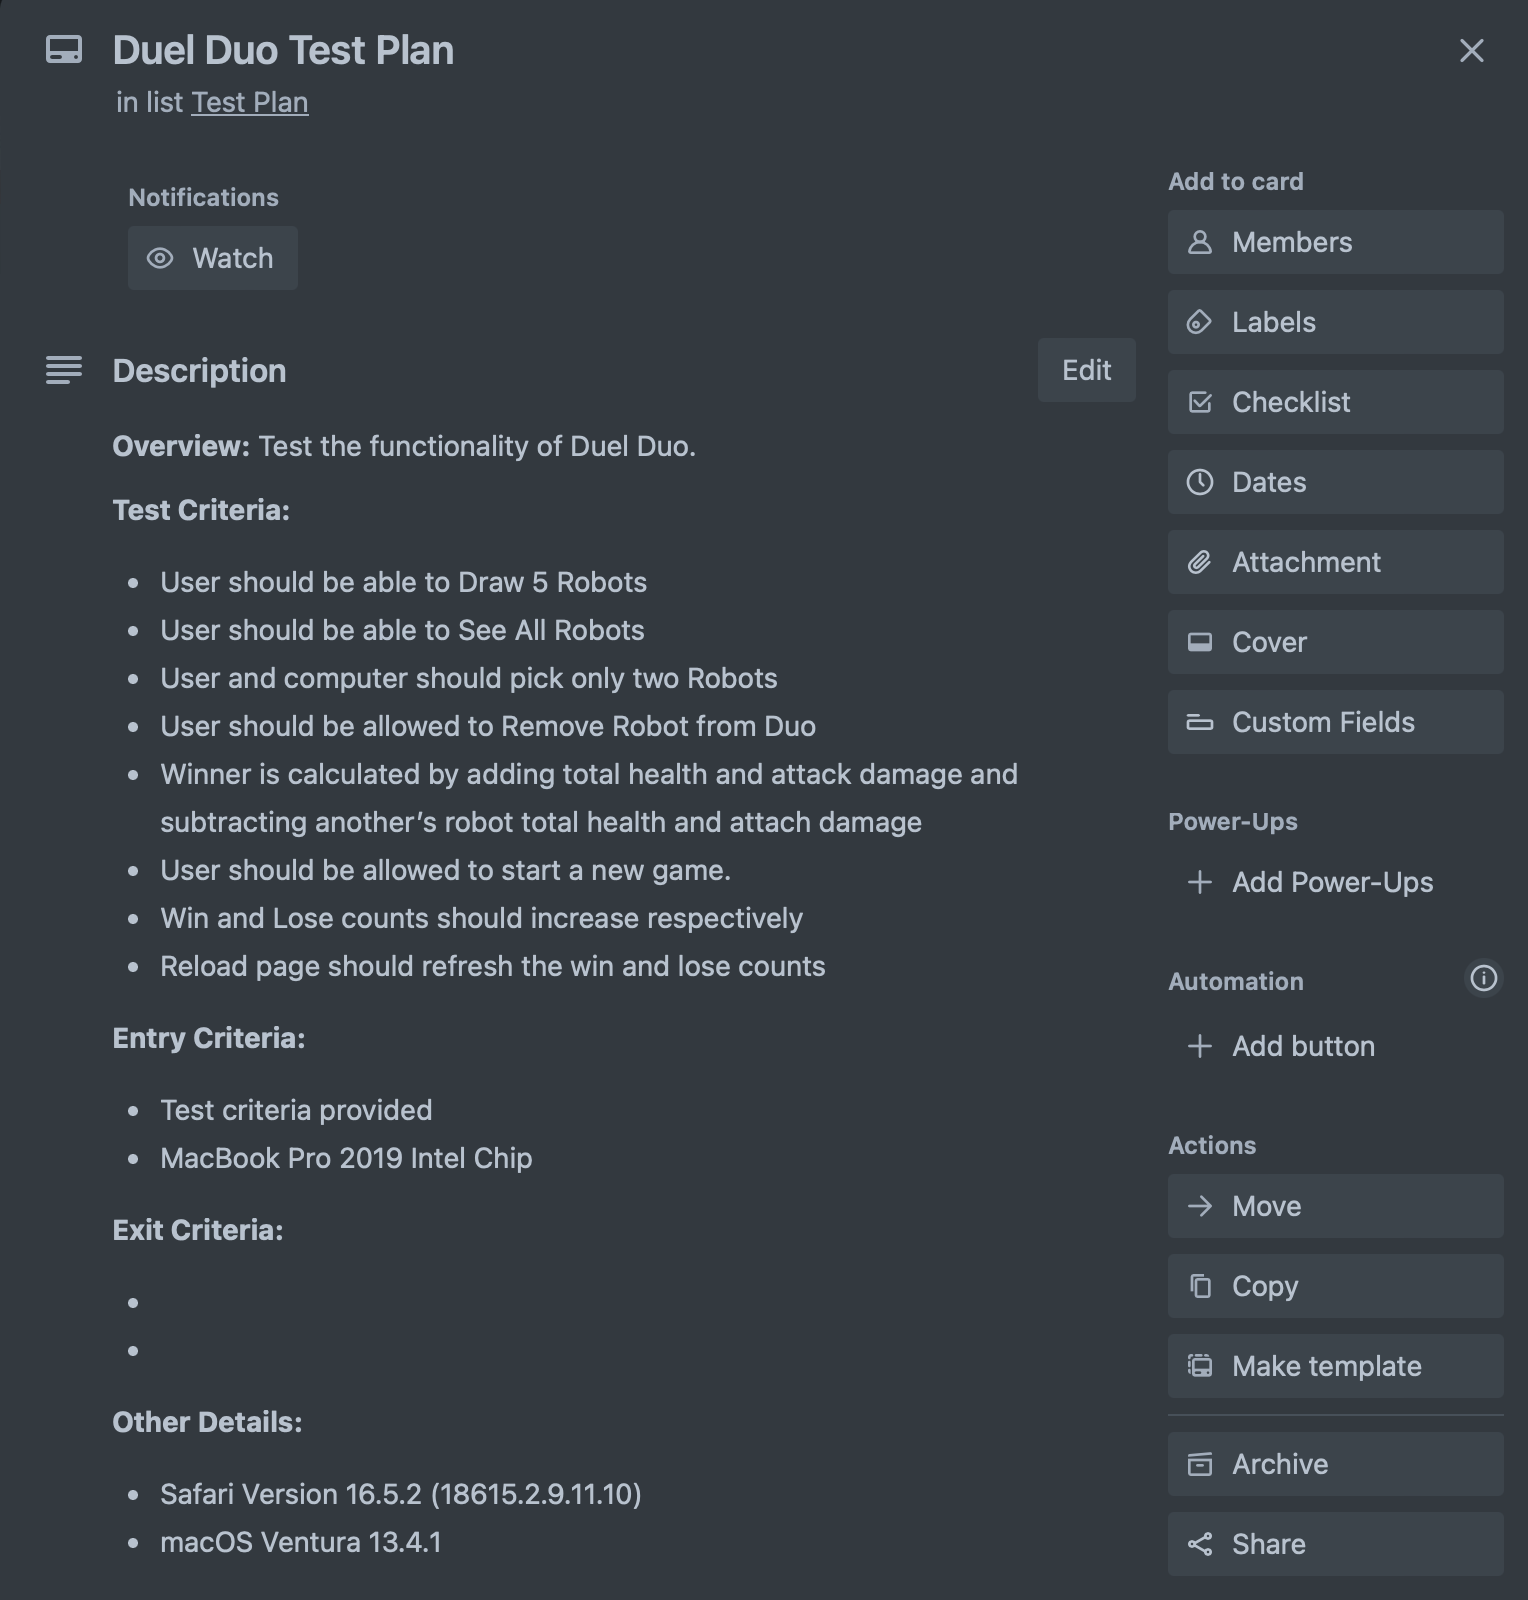 Duel Duo Test Plan
in list Test Plan
Notifications
Watch
Description
Edit
Overview: Test the functionality of Duel Duo.
Test Criteria:
• User should be able to Draw 5 Robots
• User should be able to See All Robots
• User and computer should pick only two Robots
• User should be allowed to Remove Robot from Duo
• Winner is calculated by adding total health and attack damage and
subtracting another’s robot total health and attach damage
• User should be allowed to start a new game.
• Win and Lose counts should increase respectively
• Reload page should refresh the win and lose counts
Entry Criteria:
• Test criteria provided
• MacBook Pro 2019 Intel Chip
Exit Criteria:
•
•
Other Details:
• Safari Version 16.5.2 (18615.2.9.11.10)
• macOS Ventura 13.4.1
Add to card
Members
Labels
Checklist
Dates
Attachment
Cover
Custom Fields
Power-Ups
+ Add Power-Ups
Automation
+ Add button
Actions
Move
Copy
Make template
Archive
Share